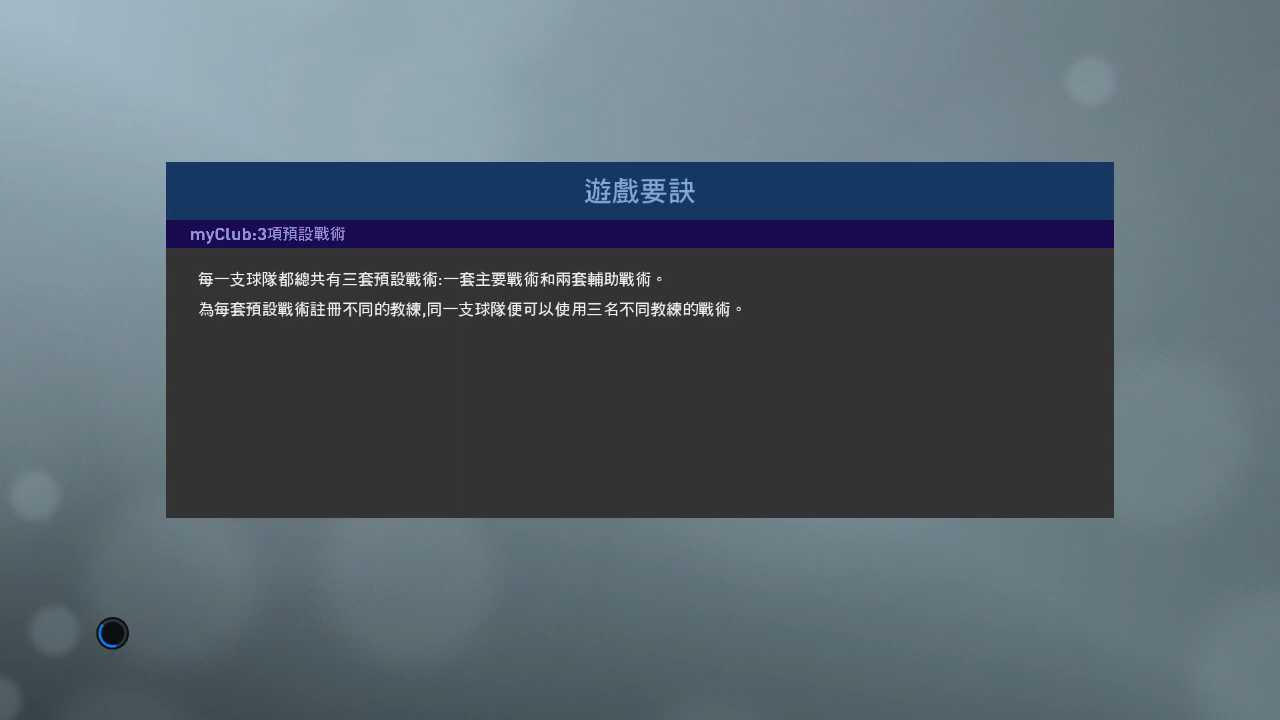 遊戲要訣
myClub:3項預設戰術
每一支球隊都總共有三套預設戰術:一套主要戰術和兩套輔助戰術。
為每套預設戰術註冊不同的教練,同一支球隊便可以使用三名不同教練的戰術。